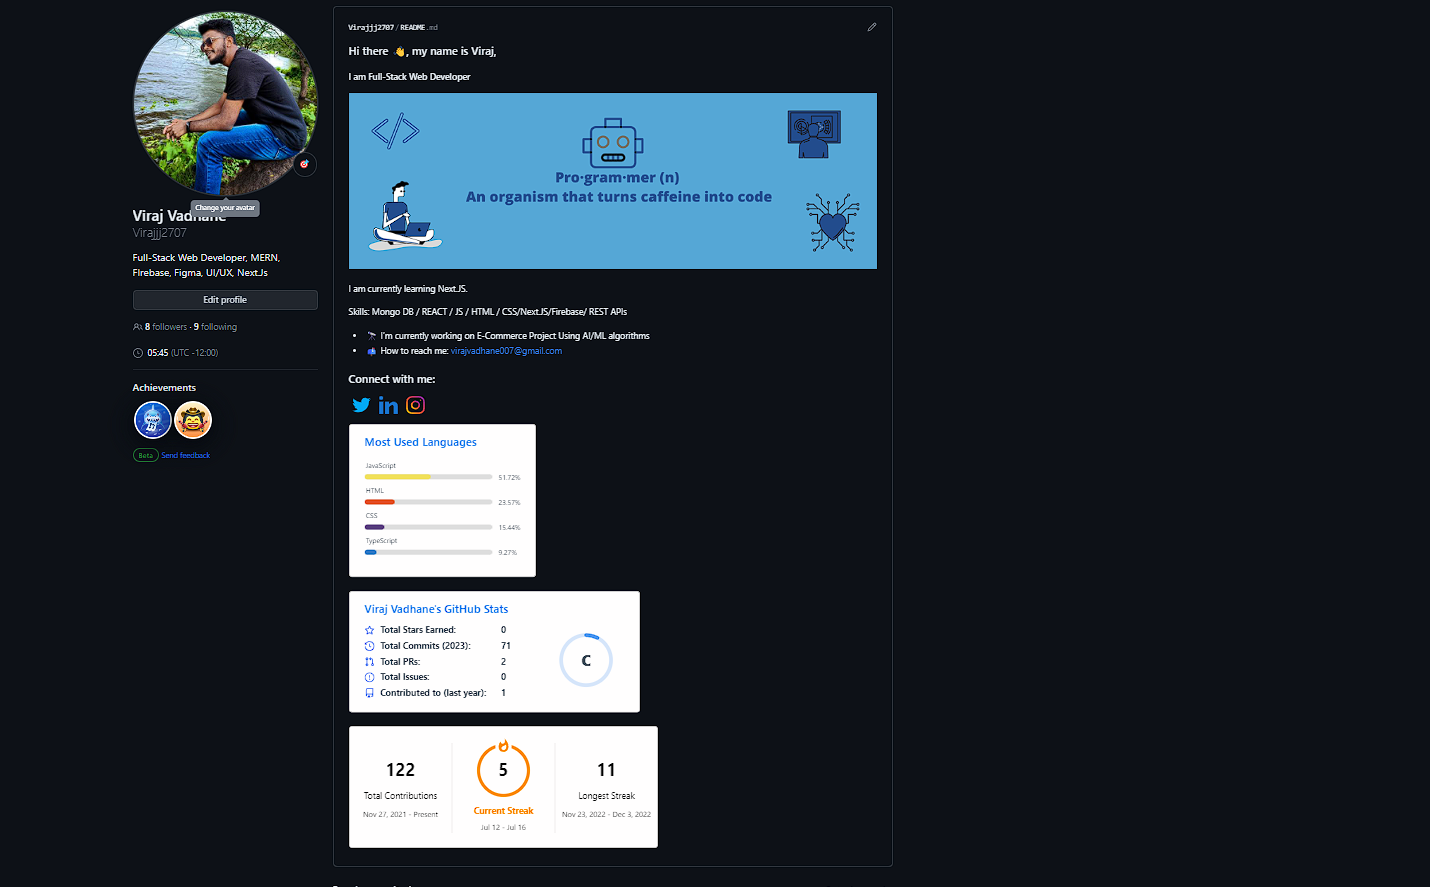 Change your avatar
Viraj Vadhane
Virajjj2707
Full-Stack Web Developer, MERN,
FIrebase, Figma, UI/UX, NextJs
Edit profile
8 followers · 9 following
05:45 (UTC -12:00)
Achievements
Beta Send feedback
Virajjj2707 / README.md
Hi there 👋, my name is Viraj,
I am Full-Stack Web Developer
Pro·gram·mer (n)
An organism that turns caffeine into code
I am currently learning Next.JS.
Skills: Mongo DB / REACT / JS / HTML / CSS/Next.JS/Firebase/ REST APIs
• 🔭 I'm currently working on E-Commerce Project Using AI/ML algorithms
• 📫 How to reach me: virajvadhane007@gmail.com
Connect with me:
Most Used Languages
JavaScript
51.72%
HTML
23.57%
CSS
15.44%
TypeScript
9.27%
Viraj Vadhane's GitHub Stats
Total Stars Earned: 0
Total Commits (2023): 71
Total PRs: 2
Total Issues: 0
Contributed to (last year): 1
C
122
Total Contributions
Nov 27, 2021 - Present
5
Current Streak
Jul 12 - Jul 16
11
Longest Streak
Nov 23, 2022 - Dec 3, 2022